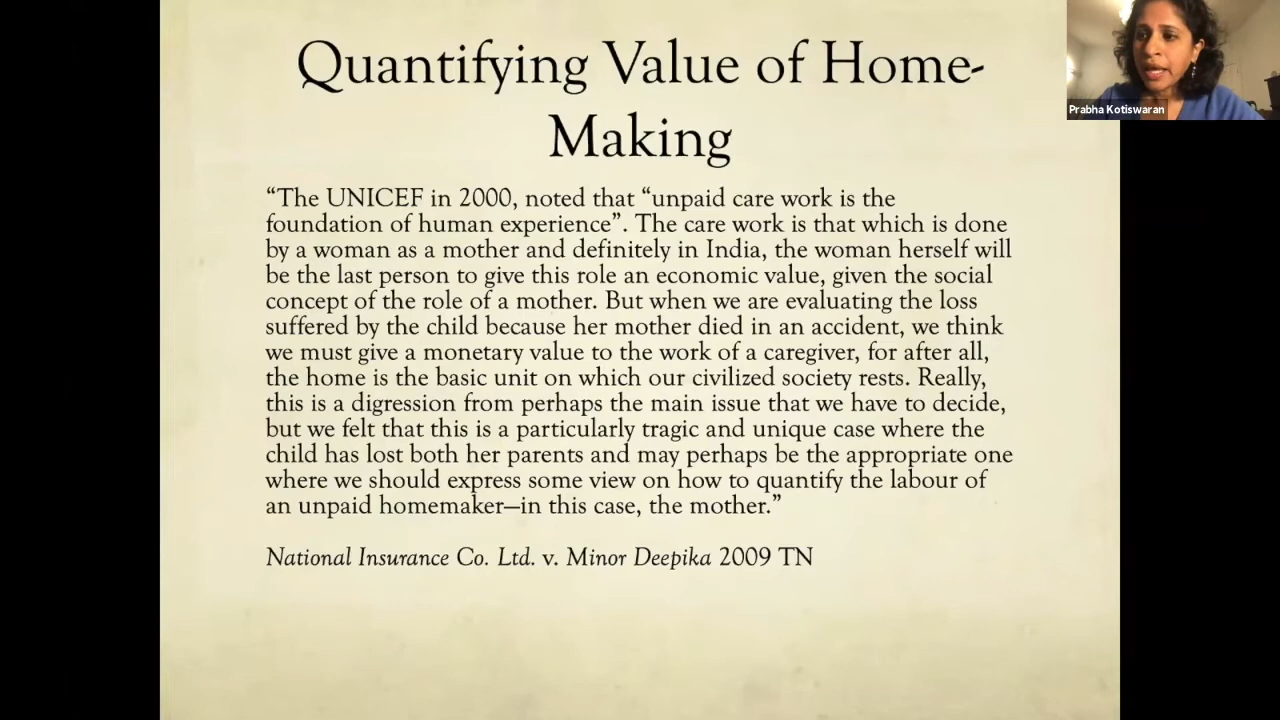 Quantifying Value of Home-
Making
“The UNICEF in 2000, noted that “unpaid care work is the
foundation of human experience”. The care work is that which is done
by a woman as a mother and definitely in India, the woman herself will
be the last person to give this role an economic value, given the social
concept of the role of a mother. But when we are evaluating the loss
suffered by the child because her mother died in an accident, we think
we must give a monetary value to the work of a caregiver, for after all,
the home is the basic unit on which our civilized society rests. Really,
this is a digression from perhaps the main issue that we have to decide,
but we felt that this is a particularly tragic and unique case where the
child has lost both her parents and may perhaps be the appropriate one
where we should express some view on how to quantify the labour of
an unpaid homemaker—in this case, the mother.”
National Insurance Co. Ltd. v. Minor Deepika 2009 TN
Prabha Kotiswaran